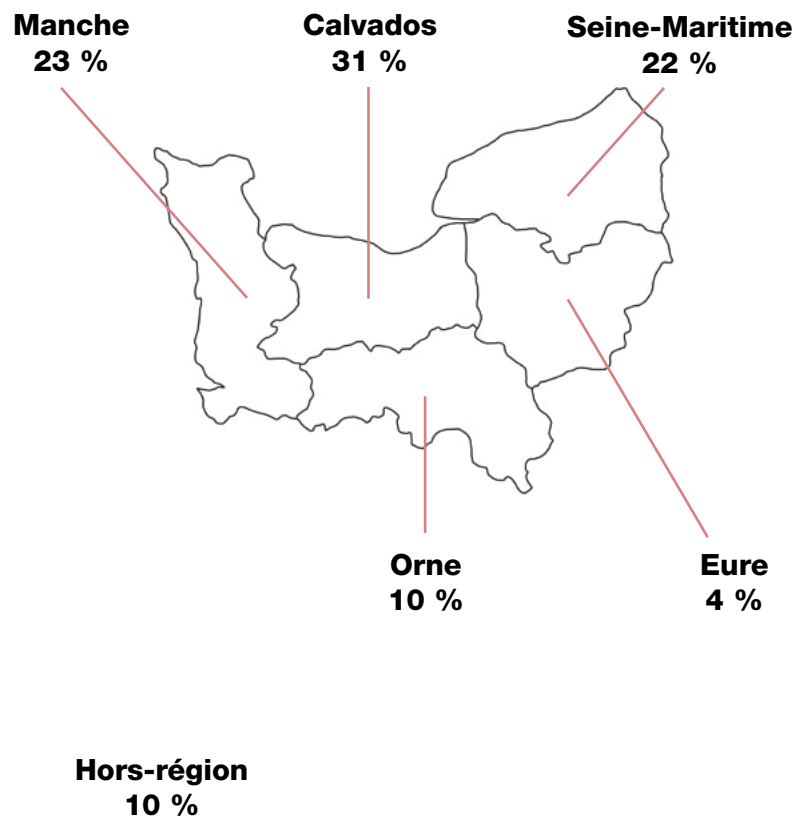 Manche
23 %
Calvados
31 %
Seine-Maritime
22 %
Orne
10 %
Eure
4 %
Hors-région
10 %